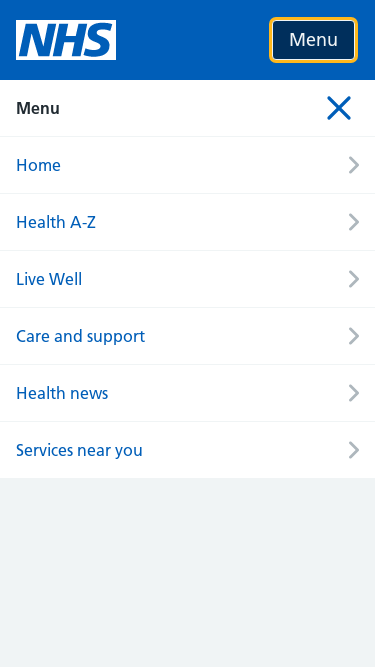 NHS
Menu
Menu
Home
Health A-Z
Live Well
Care and support
Health news
Services near you